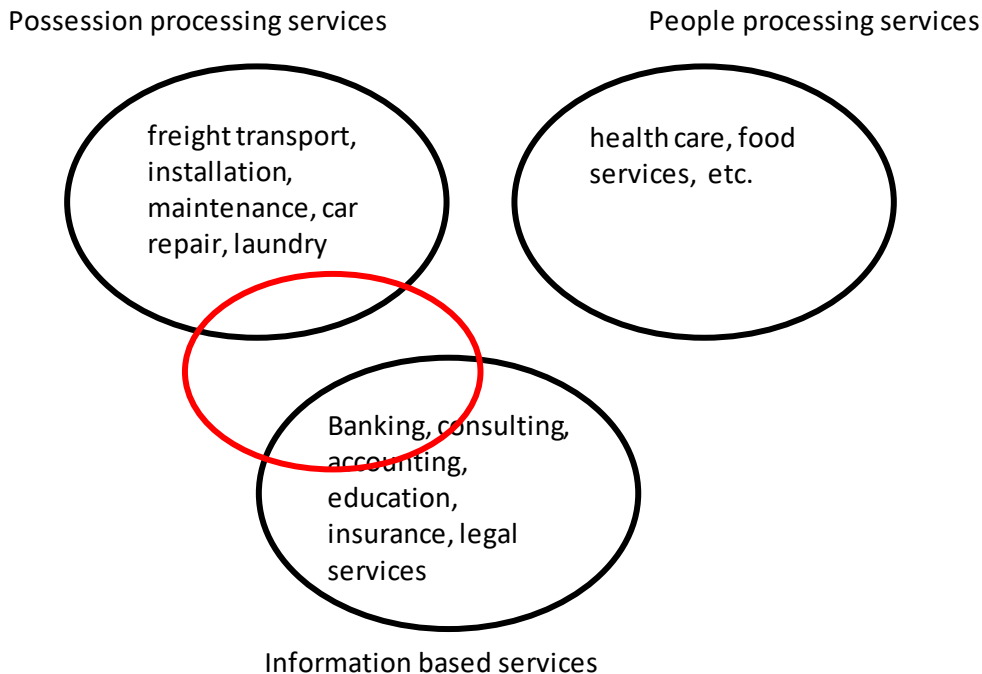 Possession processing services
People processing services
freight transport,
installation,
maintenance, car
repair, laundry
health care, food
services, etc.
Banking, consulting,
accounting,
education,
insurance, legal
services
Information based services